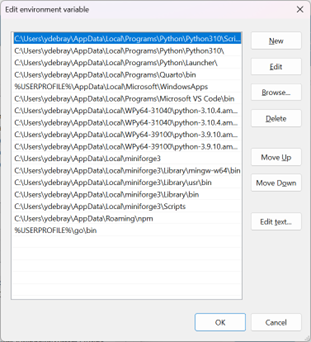 Edit environment variable
C:\Users\ydebray\AppData\Local\Programs\Python\Python310\Scri...
C:\Users\ydebray\AppData\Local\Programs\Python\Python310\
C:\Users\ydebray\AppData\Local\Programs\Python\Launcher\
C:\Users\ydebray\AppData\Local\Programs\Quarto\bin
%USERPROFILE%\AppData\Local\Microsoft\WindowsApps
C:\Users\ydebray\AppData\Local\Programs\Microsoft VS Code\bin
C:\Users\ydebray\AppData\Local\WPy64-31040\python-3.10.4.am...
C:\Users\ydebray\AppData\Local\WPy64-31040\python-3.10.4.am...
C:\Users\ydebray\AppData\Local\WPy64-39100\python-3.9.10.am...
C:\Users\ydebray\AppData\Local\WPy64-39100\python-3.9.10.am...
C:\Users\ydebray\AppData\Local\miniforge3
C:\Users\ydebray\AppData\Local\miniforge3\Library\mingw-w64\bin
C:\Users\ydebray\AppData\Local\miniforge3\Library\usr\bin
C:\Users\ydebray\AppData\Local\miniforge3\Library\bin
C:\Users\ydebray\AppData\Local\miniforge3\Scripts
C:\Users\ydebray\AppData\Roaming\npm
%USERPROFILE%\go\bin
New
Edit
Browse...
Delete
Move Up
Move Down
Edit text...
OK
Cancel